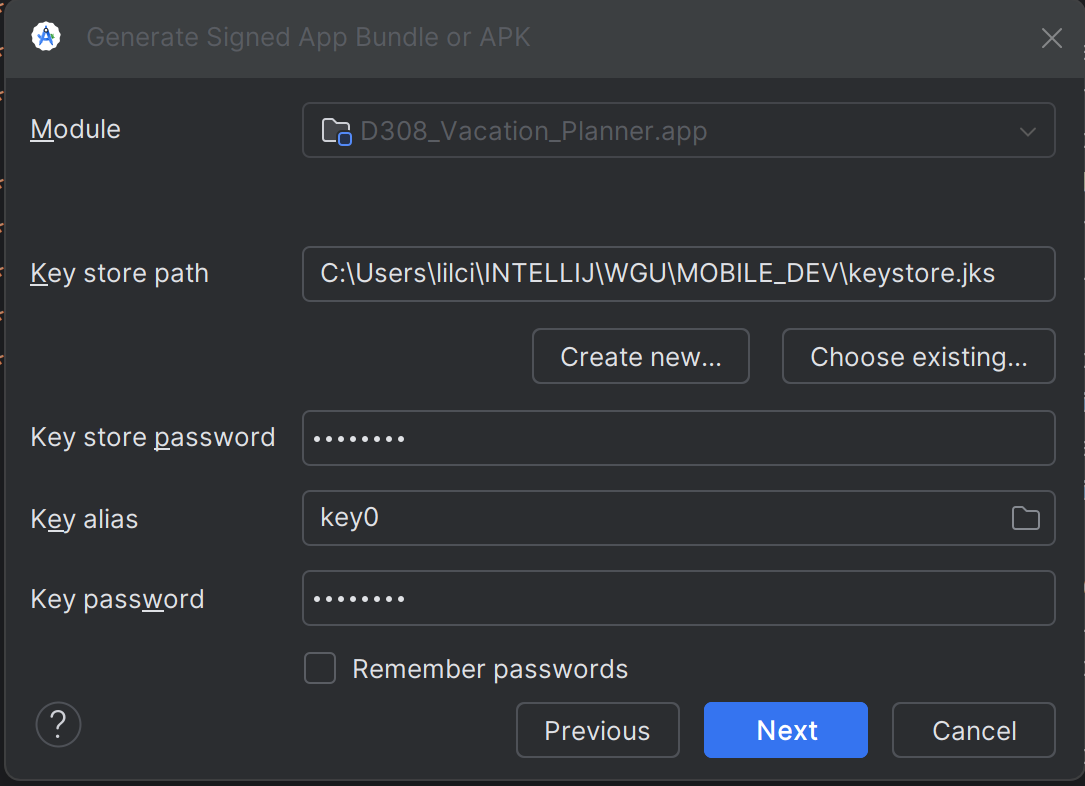 Generate Signed App Bundle or APK
Module
D308_Vacation_Planner.app
Key store path
C:\Users\lilci\INTELLIJ\WGU\MOBILE_DEV\keystore.jks
Create new...
Choose existing...
Key store password
••••••••
Key alias
key0
Key password
••••••••
Remember passwords
?
Previous
Next
Cancel